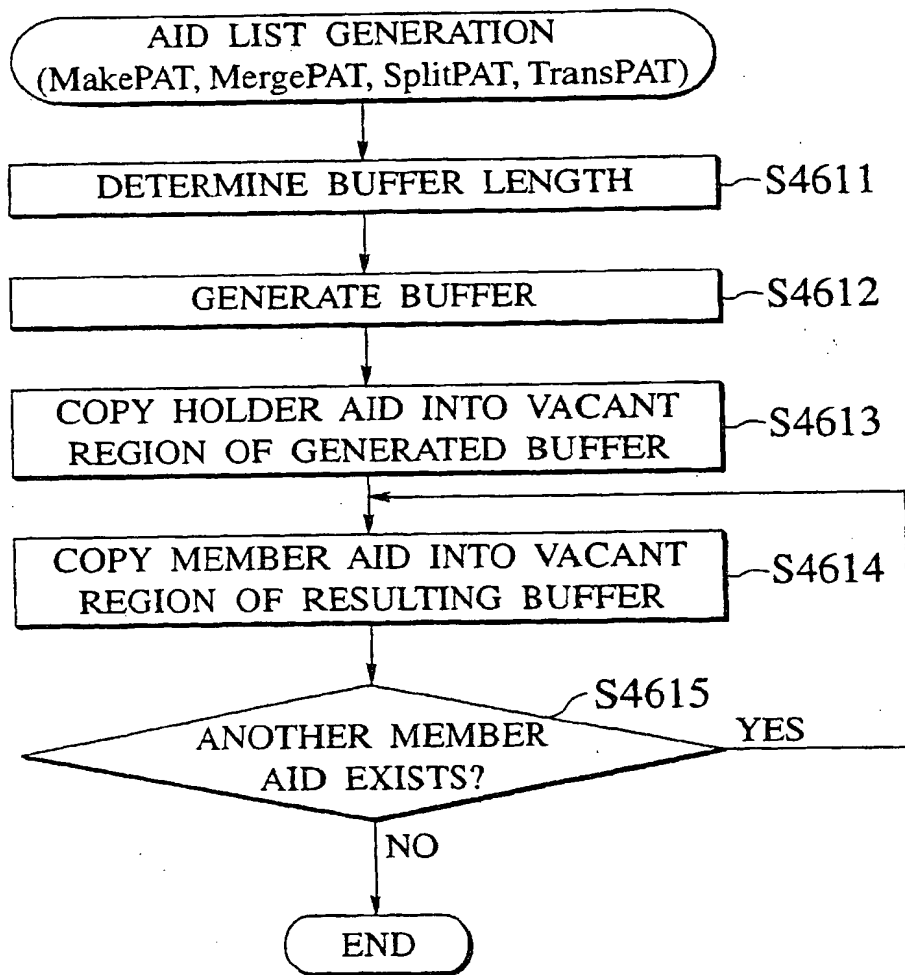 AID LIST GENERATION
(MakePAT, MergePAT, SplitPAT, TransPAT)
DETERMINE BUFFER LENGTH
S4611
GENERATE BUFFER
S4612
COPY HOLDER AID INTO VACANT
REGION OF GENERATED BUFFER
S4613
COPY MEMBER AID INTO VACANT
REGION OF RESULTING BUFFER
S4614
S4615
ANOTHER MEMBER
AID EXISTS?
YES
NO
END